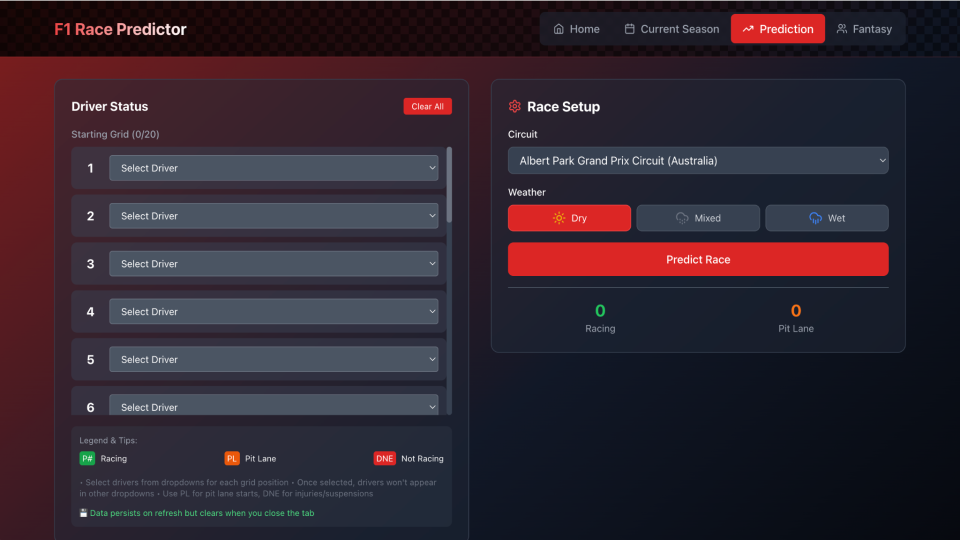 F1 Race Predictor
Home
Current Season
Prediction
Fantasy
Driver Status
Clear All
Starting Grid (0/20)
1 Select Driver
2 Select Driver
3 Select Driver
4 Select Driver
5 Select Driver
6 Select Driver
Legend & Tips:
P# Racing
PL Pit Lane
DNE Not Racing
• Select drivers from dropdowns for each grid position • Once selected, drivers won't appear
in other dropdowns • Use PL for pit lane starts, DNE for injuries/suspensions
💾 Data persists on refresh but clears when you close the tab
Race Setup
Circuit
Albert Park Grand Prix Circuit (Australia)
Weather
Dry
Mixed
Wet
Predict Race
0
Racing
0
Pit Lane